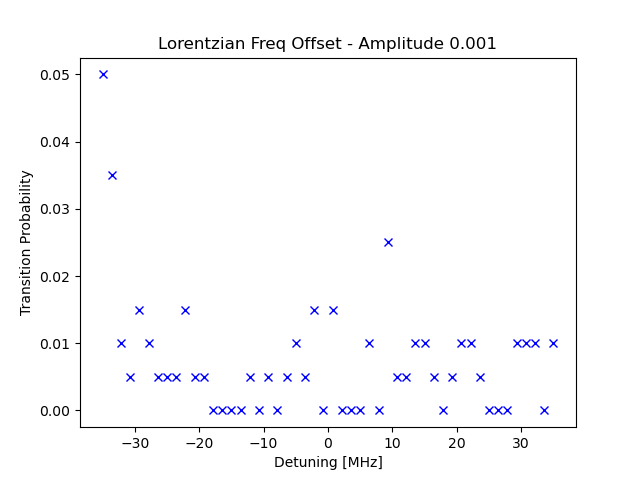 Lorentzian Freq Offset - Amplitude 0.001
Transition Probability
0.05
0.04
0.03
0.02
0.01
0.00
−30 −20 −10 0 10 20 30
Detuning [MHz]